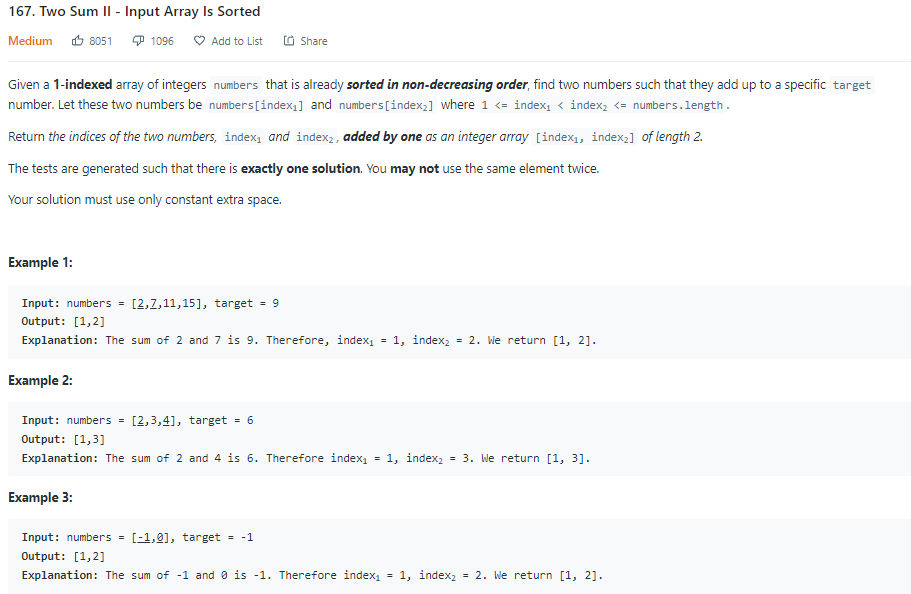 167. Two Sum II - Input Array Is Sorted
Medium 8051 1096 Add to List Share
Given a 1-indexed array of integers numbers that is already sorted in non-decreasing order, find two numbers such that they add up to a specific target
number. Let these two numbers be numbers[index₁] and numbers[index₂] where 1 <= index₁ < index₂ <= numbers.length.
Return the indices of the two numbers, index₁ and index₂, added by one as an integer array [index₁, index₂] of length 2.
The tests are generated such that there is exactly one solution. You may not use the same element twice.
Your solution must use only constant extra space.
Example 1:
Input: numbers = [2,7,11,15], target = 9
Output: [1,2]
Explanation: The sum of 2 and 7 is 9. Therefore, index₁ = 1, index₂ = 2. We return [1, 2].
Example 2:
Input: numbers = [2,3,4], target = 6
Output: [1,3]
Explanation: The sum of 2 and 4 is 6. Therefore index₁ = 1, index₂ = 3. We return [1, 3].
Example 3:
Input: numbers = [-1,0], target = -1
Output: [1,2]
Explanation: The sum of -1 and 0 is -1. Therefore index₁ = 1, index₂ = 2. We return [1, 2].